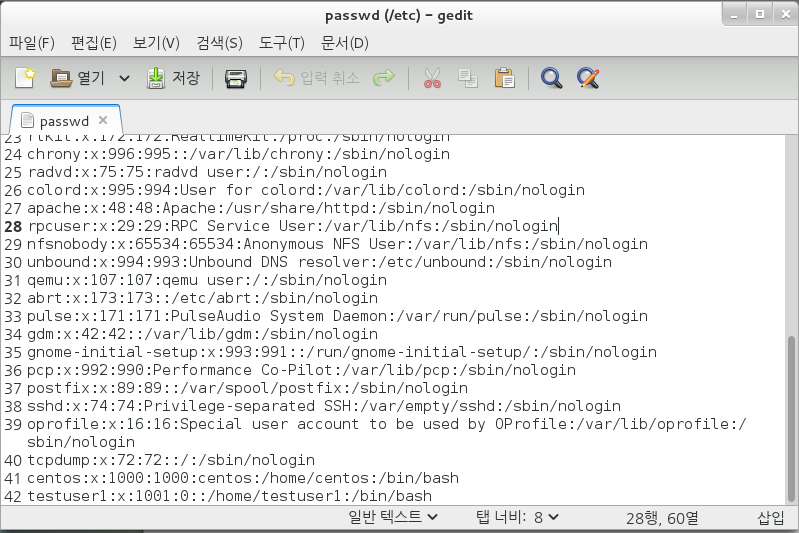 passwd (/etc) – gedit
파일(F) 편집(E) 보기(V) 검색(S) 도구(T) 문서(D)
열기 저장 입력 취소
passwd
23 rtkit:x:172:172:RealtimeKit:/proc:/sbin/nologin
24 chrony:x:996:995::/var/lib/chrony:/sbin/nologin
25 radvd:x:75:75:radvd user:/:/sbin/nologin
26 colord:x:995:994:User for colord:/var/lib/colord:/sbin/nologin
27 apache:x:48:48:Apache:/usr/share/httpd:/sbin/nologin
28 rpcuser:x:29:29:RPC Service User:/var/lib/nfs:/sbin/nologin
29 nfsnobody:x:65534:65534:Anonymous NFS User:/var/lib/nfs:/sbin/nologin
30 unbound:x:994:993:Unbound DNS resolver:/etc/unbound:/sbin/nologin
31 qemu:x:107:107:qemu user:/:/sbin/nologin
32 abrt:x:173:173::/etc/abrt:/sbin/nologin
33 pulse:x:171:171:PulseAudio System Daemon:/var/run/pulse:/sbin/nologin
34 gdm:x:42:42::/var/lib/gdm:/sbin/nologin
35 gnome-initial-setup:x:993:991::/run/gnome-initial-setup/:/sbin/nologin
36 pcp:x:992:990:Performance Co-Pilot:/var/lib/pcp:/sbin/nologin
37 postfix:x:89:89::/var/spool/postfix:/sbin/nologin
38 sshd:x:74:74:Privilege-separated SSH:/var/empty/sshd:/sbin/nologin
39 oprofile:x:16:16:Special user account to be used by OProfile:/var/lib/oprofile:/
sbin/nologin
40 tcpdump:x:72:72::/:/sbin/nologin
41 centos:x:1000:1000:centos:/home/centos:/bin/bash
42 testuser1:x:1001:0::/home/testuser1:/bin/bash
일반 텍스트 탭 너비: 8 28행, 60열 삽입